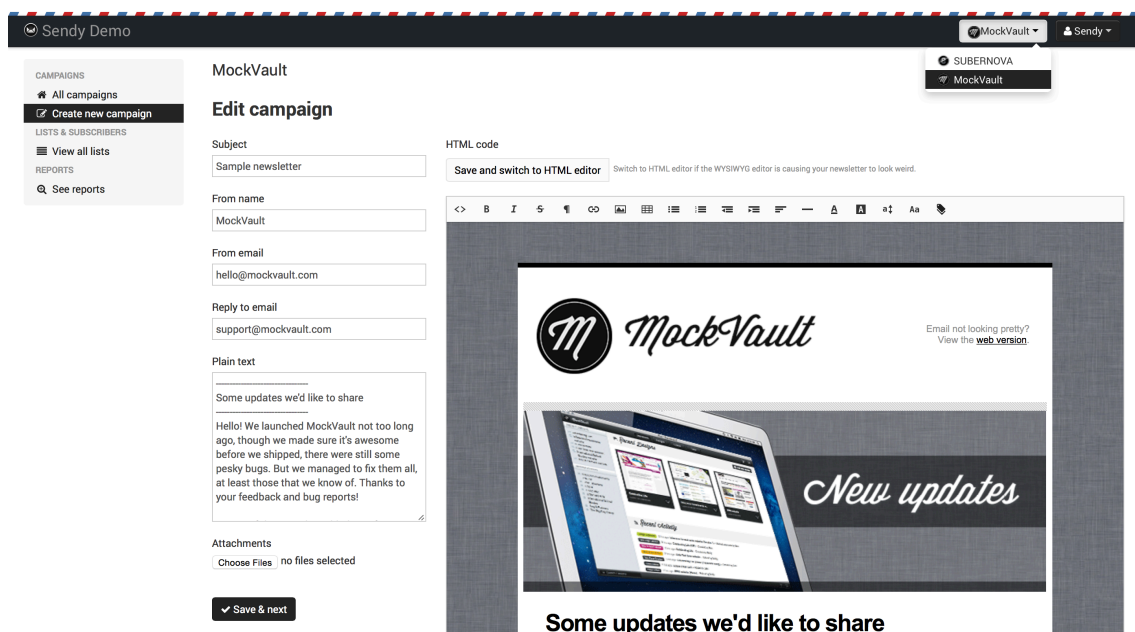 Sendy Demo
MockVault
Sendy
SUBERNOVA
MockVault
CAMPAIGNS
All campaigns
Create new campaign
LISTS & SUBSCRIBERS
View all lists
REPORTS
See reports
MockVault
Edit campaign
Subject
Sample newsletter
From name
MockVault
From email
hello@mockvault.com
Reply to email
support@mockvault.com
Plain text
Some updates we'd like to share
Hello! We launched MockVault not too long
ago, though we made sure it's awesome
before we shipped, there were still some
pesky bugs. But we managed to fix them all,
at least those that we know of. Thanks to
your feedback and bug reports!
Attachments
Choose Files no files selected
Save & next
HTML code
Save and switch to HTML editor Switch to HTML editor if the WYSIWYG editor is causing your newsletter to look weird.
<> B I S ¶ A A a Aa
M MockVault
Email not looking pretty?
View the web version.
Recent Designs
Recent Activity
New updates
Some updates we'd like to share